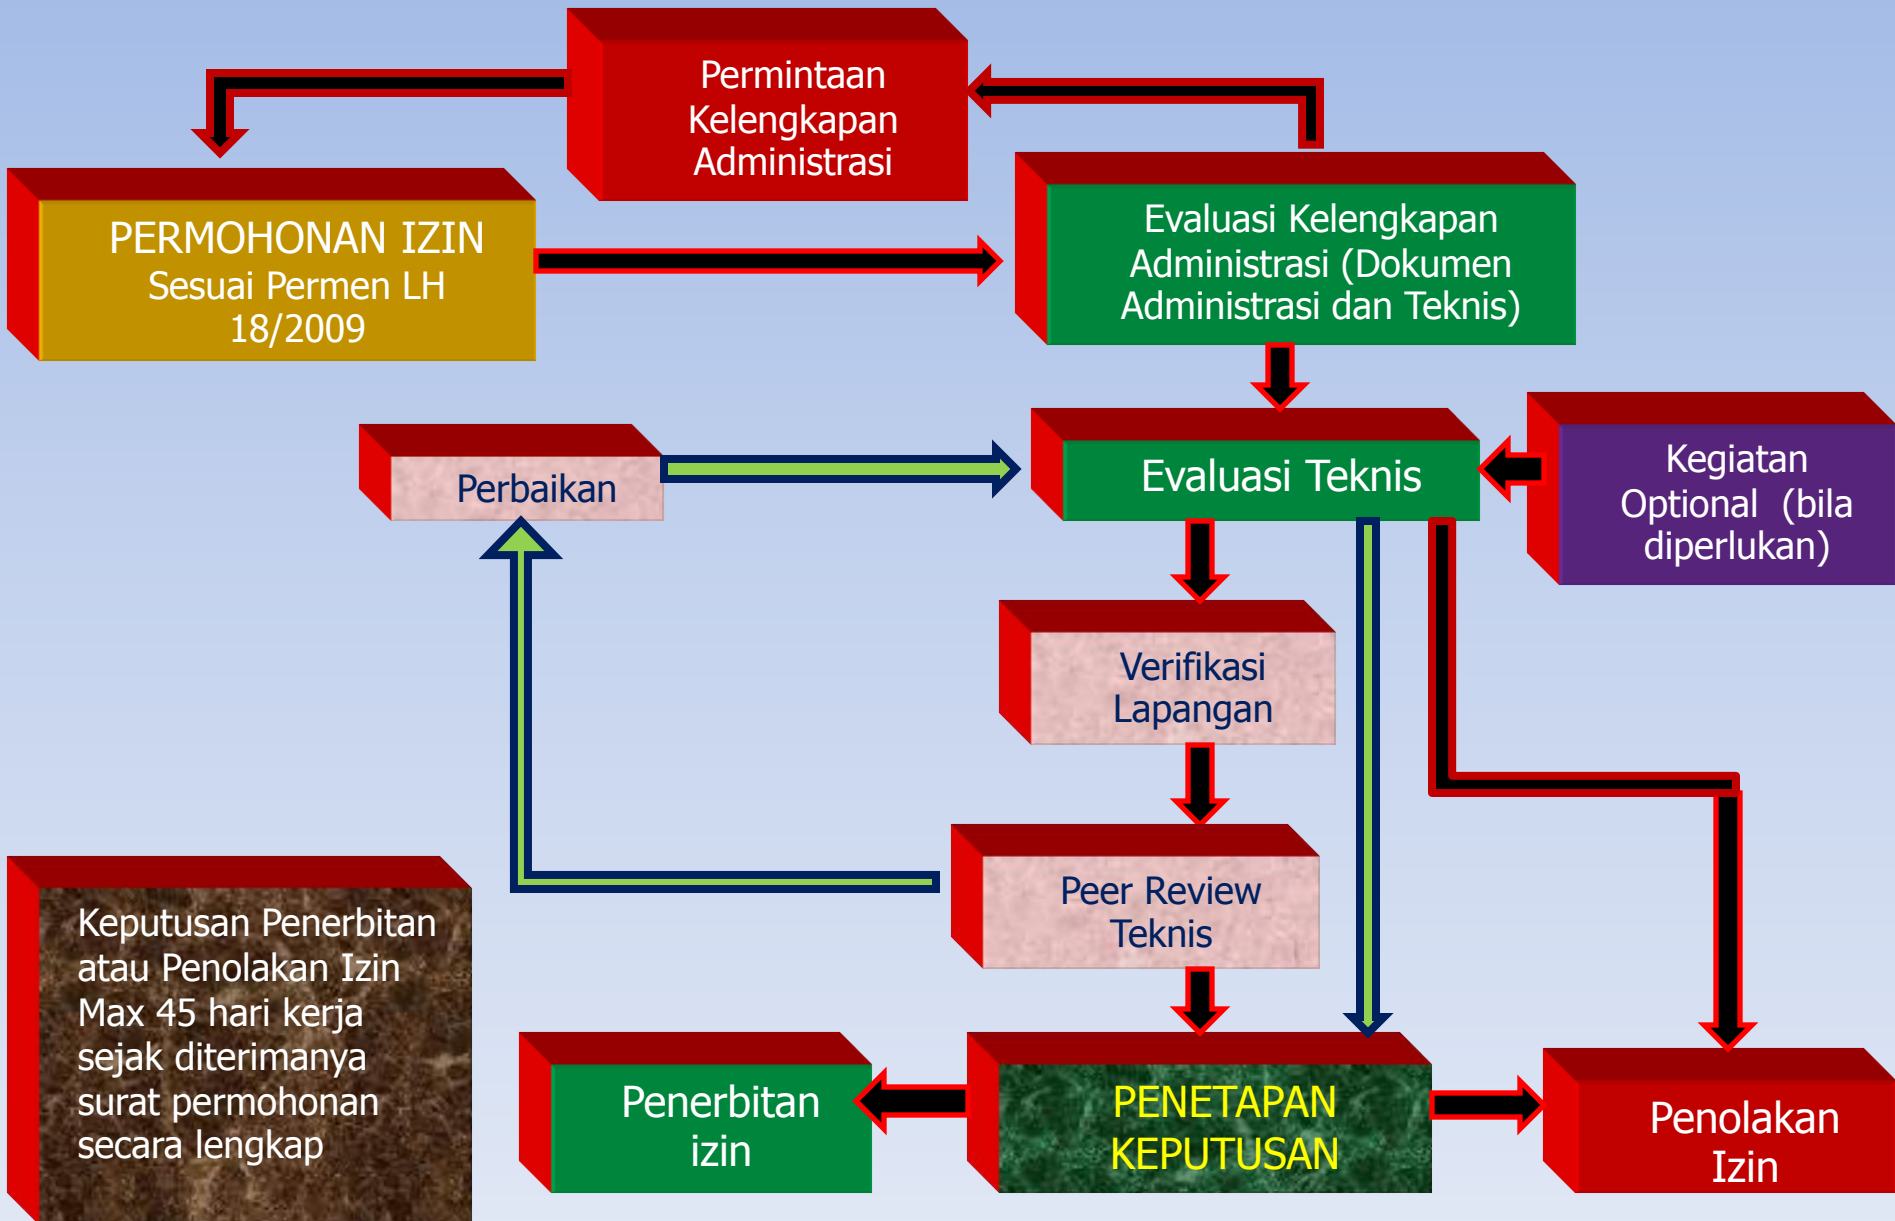 Permintaan
Kelengkapan
Administrasi
PERMOHONAN IZIN
Sesuai Permen LH
18/2009
Evaluasi Kelengkapan
Administrasi (Dokumen
Administrasi dan Teknis)
Perbaikan
Evaluasi Teknis
Kegiatan
Optional (bila
diperlukan)
Verifikasi
Lapangan
Peer Review
Teknis
Keputusan Penerbitan
atau Penolakan Izin
Max 45 hari kerja
sejak diterimanya
surat permohonan
secara lengkap
Penerbitan
izin
PENETAPAN
KEPUTUSAN
Penolakan
Izin